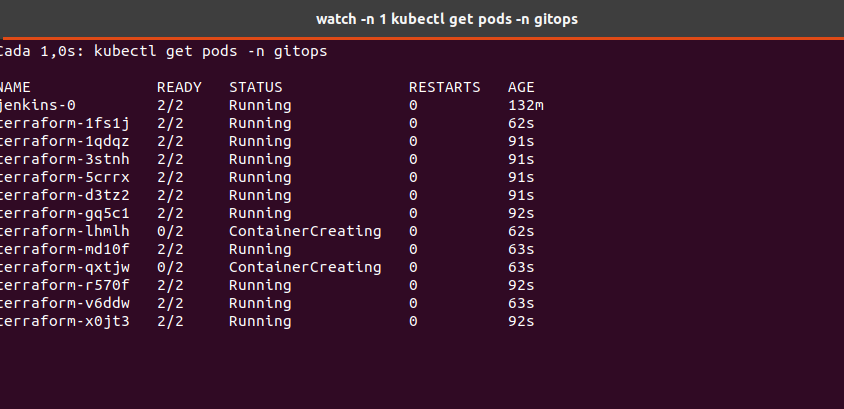 watch -n 1 kubectl get pods -n gitops
Cada 1,0s: kubectl get pods -n gitops
NAME READY STATUS RESTARTS AGE
jenkins-0 2/2 Running 0 132m
terraform-1fs1j 2/2 Running 0 62s
terraform-1qdqz 2/2 Running 0 91s
terraform-3stnh 2/2 Running 0 91s
terraform-5crrx 2/2 Running 0 91s
terraform-d3tz2 2/2 Running 0 91s
terraform-gq5c1 2/2 Running 0 92s
terraform-lhmlh 0/2 ContainerCreating 0 62s
terraform-md10f 2/2 Running 0 63s
terraform-qxtjw 0/2 ContainerCreating 0 63s
terraform-r570f 2/2 Running 0 92s
terraform-v6ddw 2/2 Running 0 63s
terraform-x0jt3 2/2 Running 0 92s